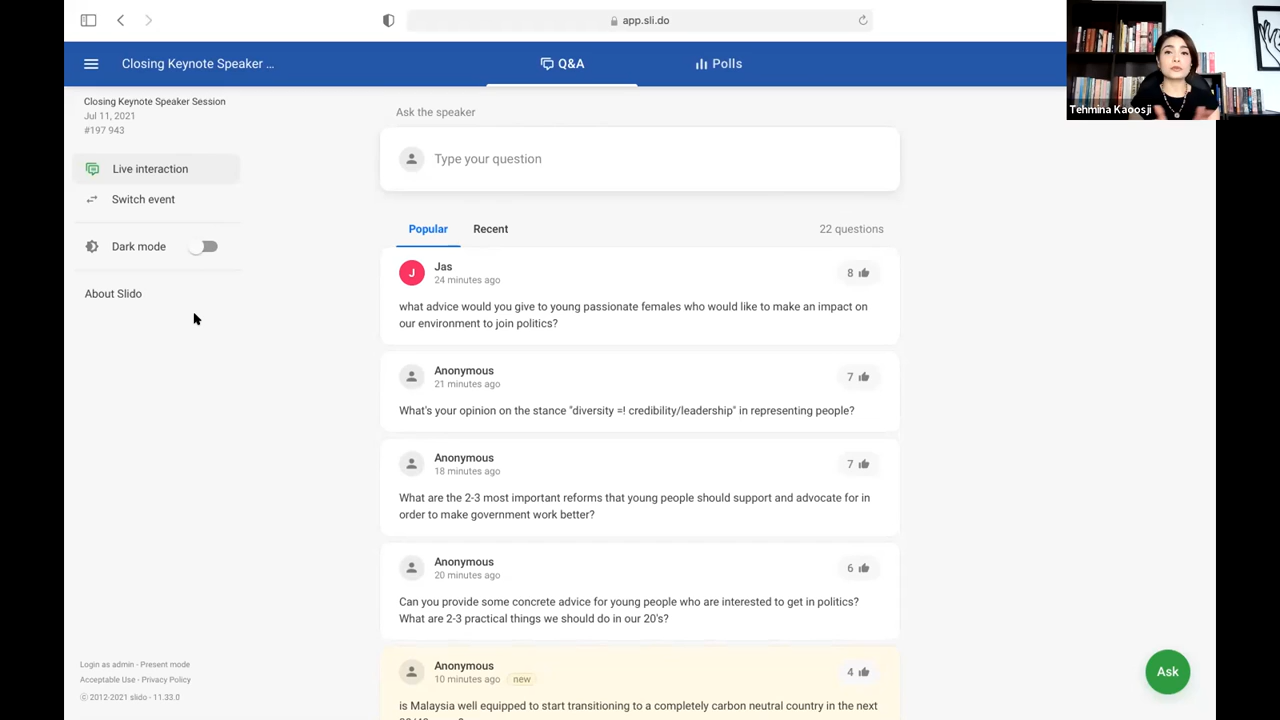 app.sli.do
Closing Keynote Speaker ...
Q&A
Polls
Tehmina Kaoosji
Closing Keynote Speaker Session
Jul 11, 2021
#197 943
Live interaction
Switch event
Dark mode
About Slido
Login as admin - Present mode
Acceptable Use - Privacy Policy
© 2012-2021 slido - 11.33.0
Ask the speaker
Type your question
Popular
Recent
22 questions
J
Jas
24 minutes ago
8
what advice would you give to young passionate females who would like to make an impact on
our environment to join politics?
Anonymous
21 minutes ago
7
What's your opinion on the stance "diversity =! credibility/leadership" in representing people?
Anonymous
18 minutes ago
7
What are the 2-3 most important reforms that young people should support and advocate for in
order to make government work better?
Anonymous
20 minutes ago
6
Can you provide some concrete advice for young people who are interested to get in politics?
What are 2-3 practical things we should do in our 20's?
Anonymous
10 minutes ago new
4
is Malaysia well equipped to start transitioning to a completely carbon neutral country in the next
Ask